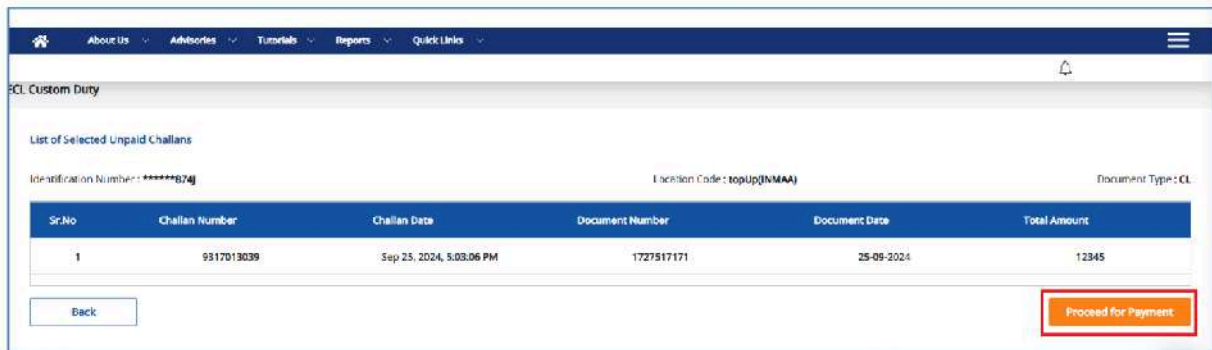 About Us Advisories Tutorials Reports Quick Links
ECL Custom Duty
List of Selected Unpaid Challans
Identification Number : ******874J Location Code : topUp(INMAA) Document Type : CL
Sr.No Challan Number Challan Date Document Number Document Date Total Amount
1 9317013039 Sep 25, 2024, 5:03:06 PM 1727517171 25-09-2024 12345
Back Proceed for Payment